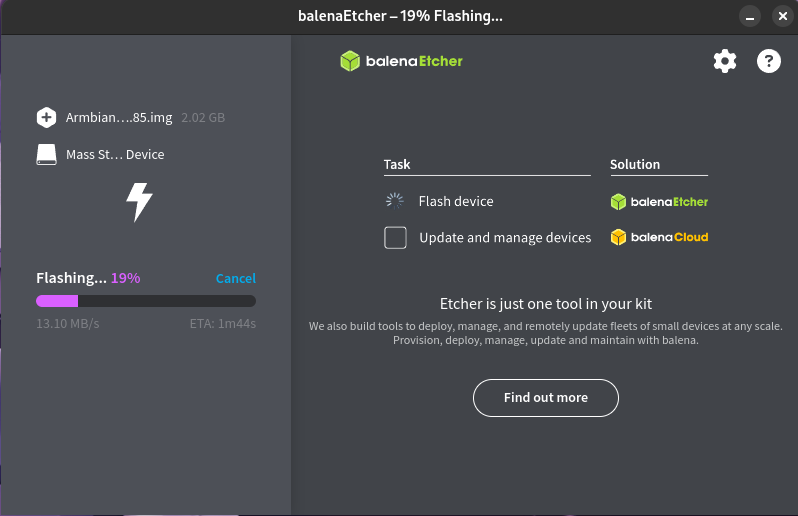 balenaEtcher – 19% Flashing...
balenaEtcher
Armbian....85.img 2.02 GB
Mass St... Device
Task Solution
Flash device balenaEtcher
Update and manage devices balenaCloud
Flashing... 19% Cancel
13.10 MB/s ETA: 1m44s
Etcher is just one tool in your kit
We also build tools to deploy, manage, and remotely update fleets of small devices at any scale.
Provision, deploy, manage, update and maintain with balena.
Find out more